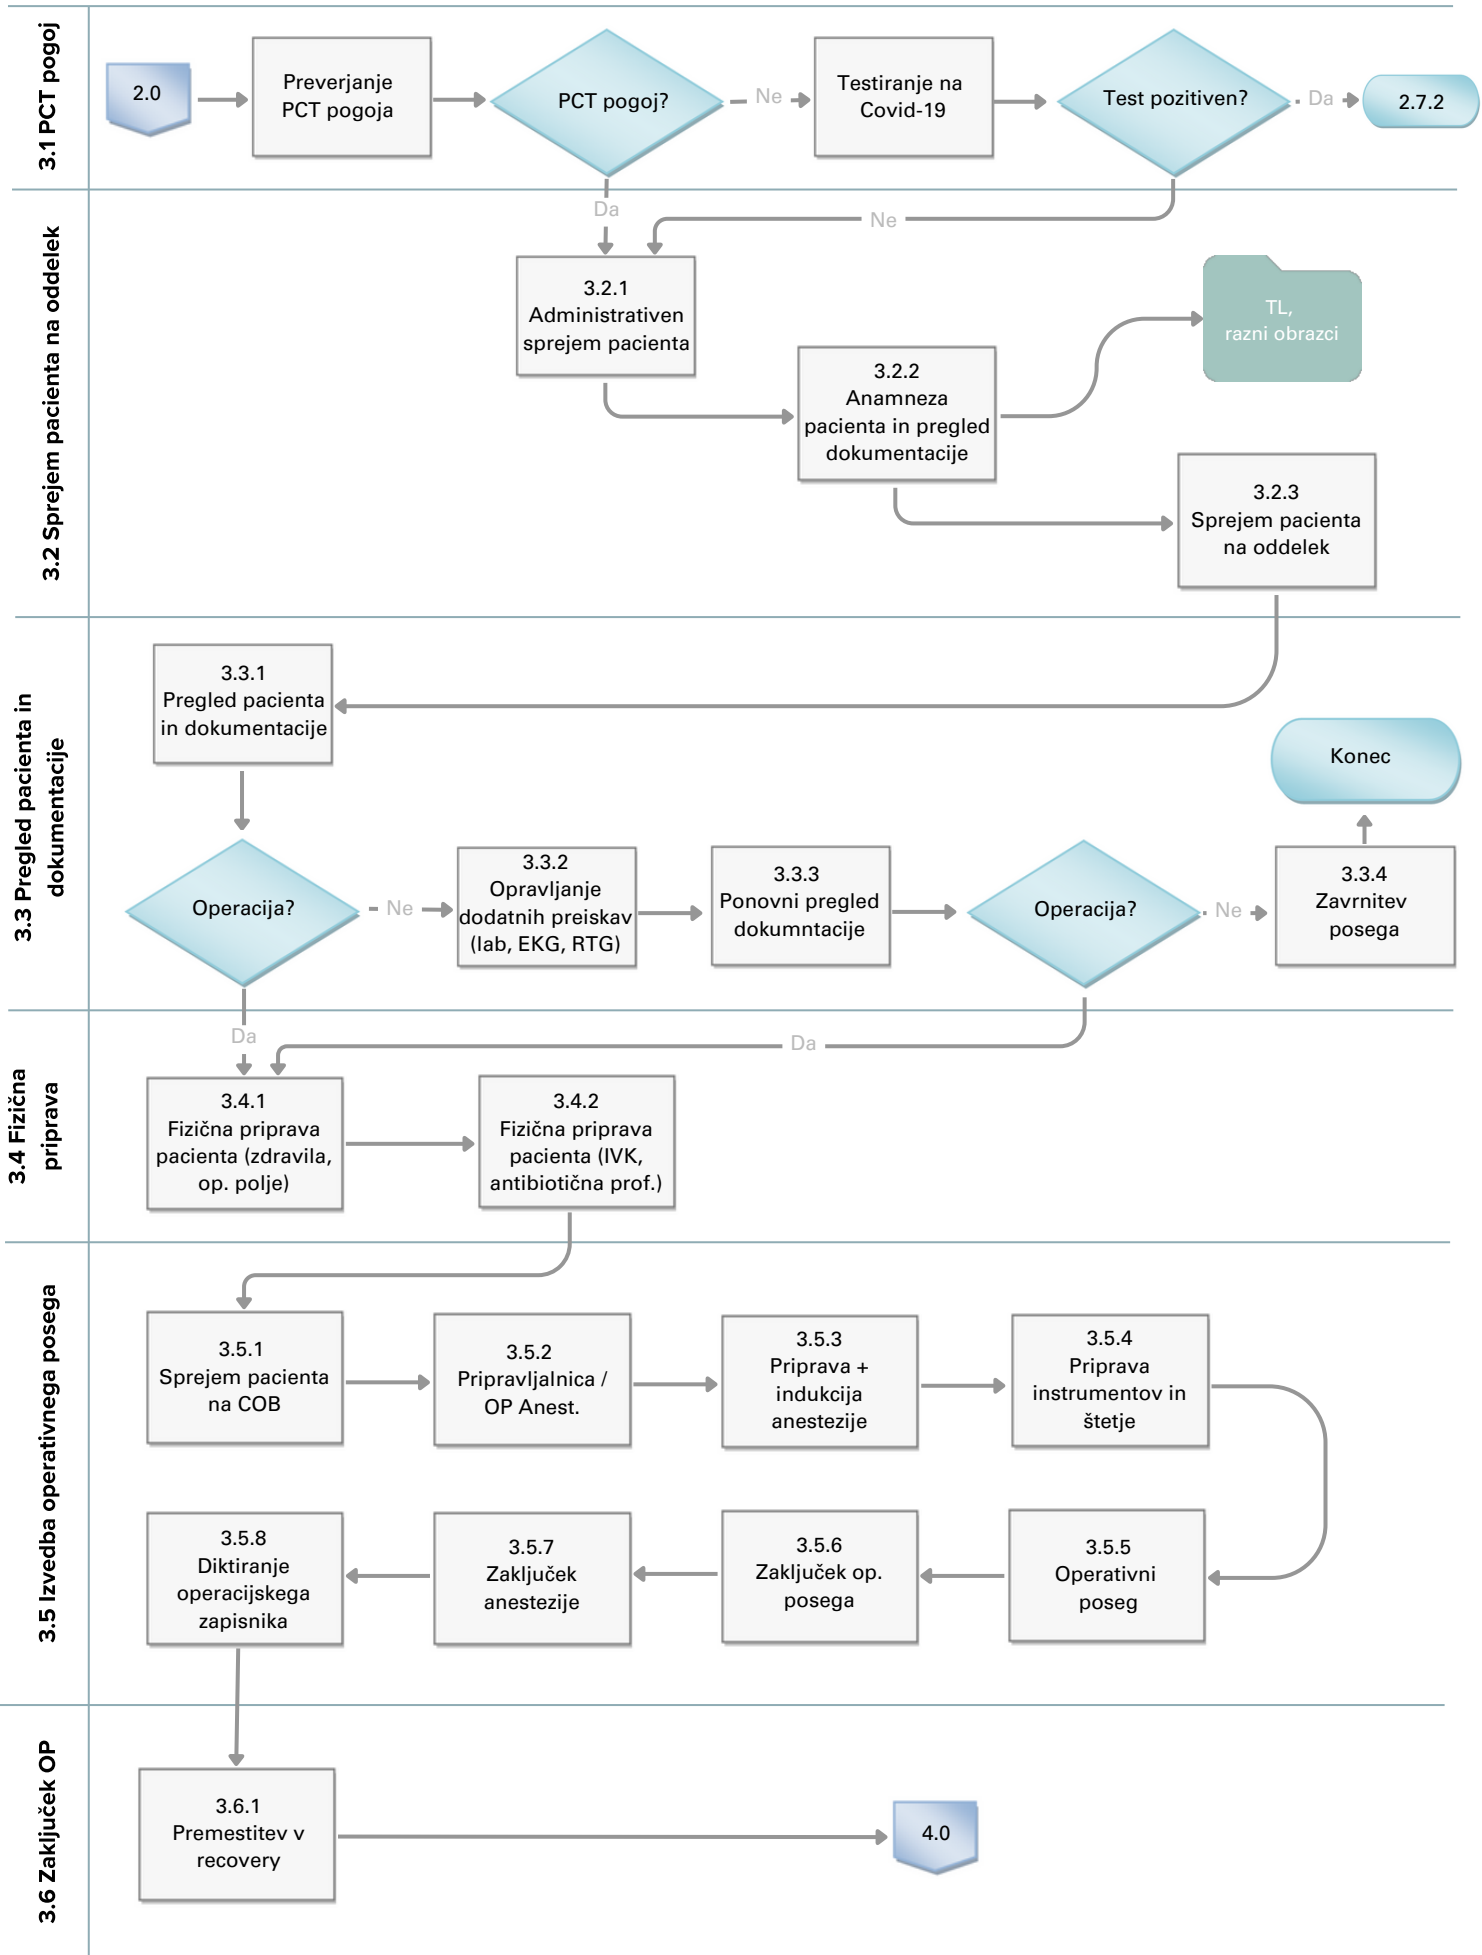 3.1 PCT pogoj
2.0
Preverjanje
PCT pogoja
PCT pogoj?
Ne
Testiranje na
Covid-19
Test pozitiven?
Da
2.7.2
3.2 Sprejem pacienta na oddelek
Da
Ne
3.2.1
Administrativen
sprejem pacienta
TL,
razni obrazci
3.2.2
Anamneza
pacienta in pregled
dokumentacije
3.2.3
Sprejem pacienta
na oddelek
3.3 Pregled pacienta in
dokumentacije
3.3.1
Pregled pacienta
in dokumentacije
Konec
Operacija?
Ne
3.3.2
Opravljanje
dodatnih preiskav
(lab, EKG, RTG)
3.3.3
Ponovni pregled
dokumntacije
Operacija?
Ne
3.3.4
Zavrnitev
posega
3.4 Fizična
priprava
Da
Da
3.4.1
Fizična priprava
pacienta (zdravila,
op. polje)
3.4.2
Fizična priprava
pacienta (IVK,
antibiotična prof.)
3.5 Izvedba operativnega posega
3.5.1
Sprejem pacienta
na COB
3.5.2
Pripravljalnica /
OP Anest.
3.5.3
Priprava +
indukcija
anestezije
3.5.4
Priprava
instrumentov in
štetje
3.5.8
Diktiranje
operacijskega
zapisnika
3.5.7
Zaključek
anestezije
3.5.6
Zaključek op.
posega
3.5.5
Operativni
poseg
3.6 Zaključek OP
3.6.1
Premestitev v
recovery
4.0